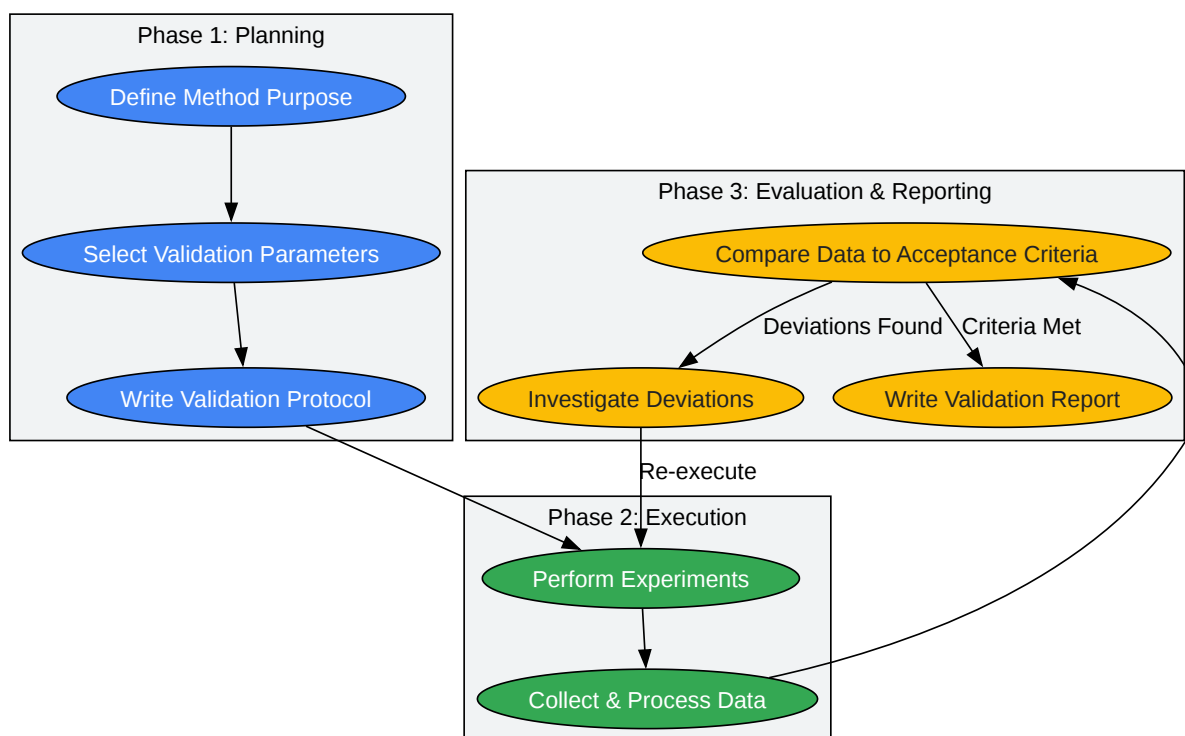 Phase 1: Planning
Define Method Purpose
Select Validation Parameters
Write Validation Protocol
Phase 3: Evaluation & Reporting
Compare Data to Acceptance Criteria
Deviations Found
Criteria Met
Investigate Deviations
Write Validation Report
Re-execute
Phase 2: Execution
Perform Experiments
Collect & Process Data